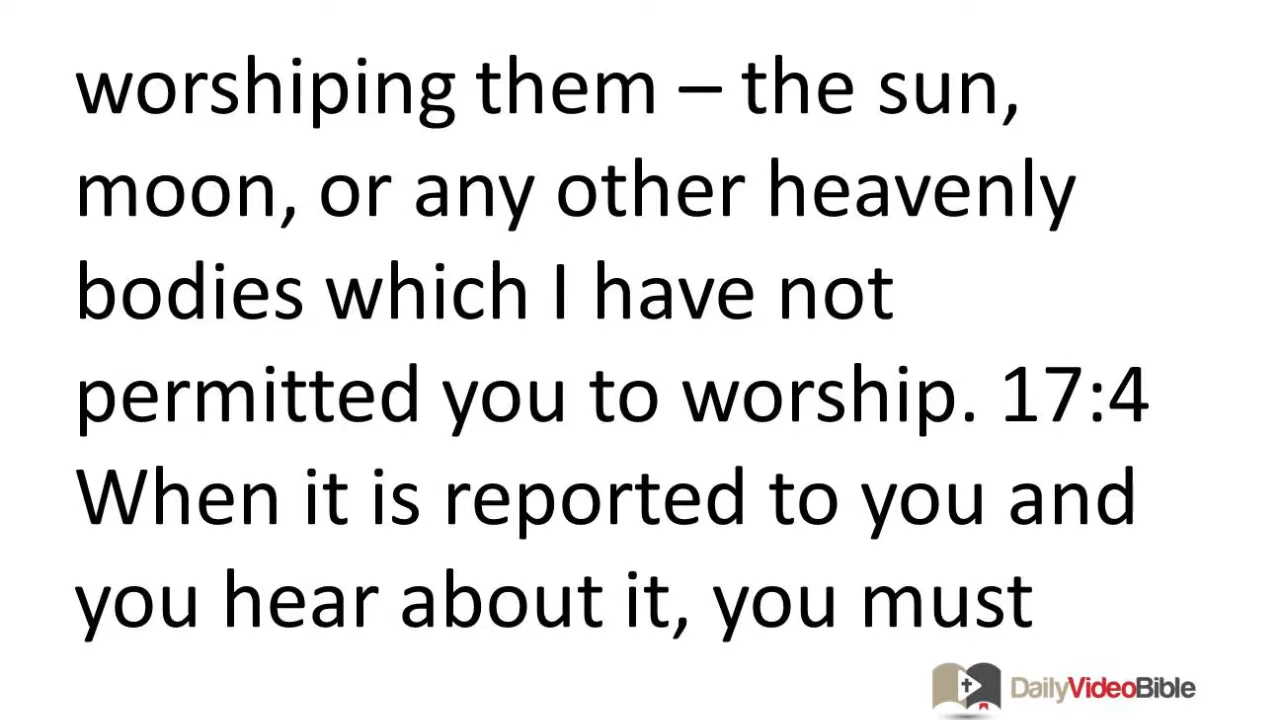 worshiping them – the sun,
moon, or any other heavenly
bodies which I have not
permitted you to worship. 17:4
When it is reported to you and
you hear about it, you must
DailyVideoBible